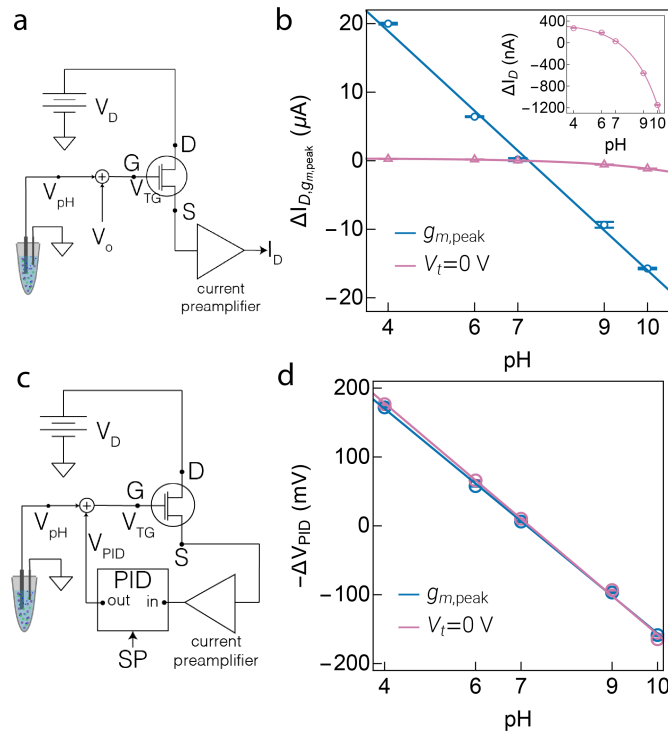 a
V_D
D
G
V_pH
V_TG
S
V_o
I_D
current
preamplifier
b
ΔI_D,g_m,peak (µA)
20
10
0
−10
−20
4
6
7
9
10
pH
g_m,peak
V_t=0 V
ΔI_D (nA)
400
0
−400
−800
−1200
4
6
7
9
10
pH
c
V_D
D
G
V_pH
V_TG
V_PID
S
PID
out
in
SP
current
preamplifier
d
−ΔV_PID (mV)
200
100
0
−100
−200
4
6
7
9
10
pH
g_m,peak
V_t=0 V